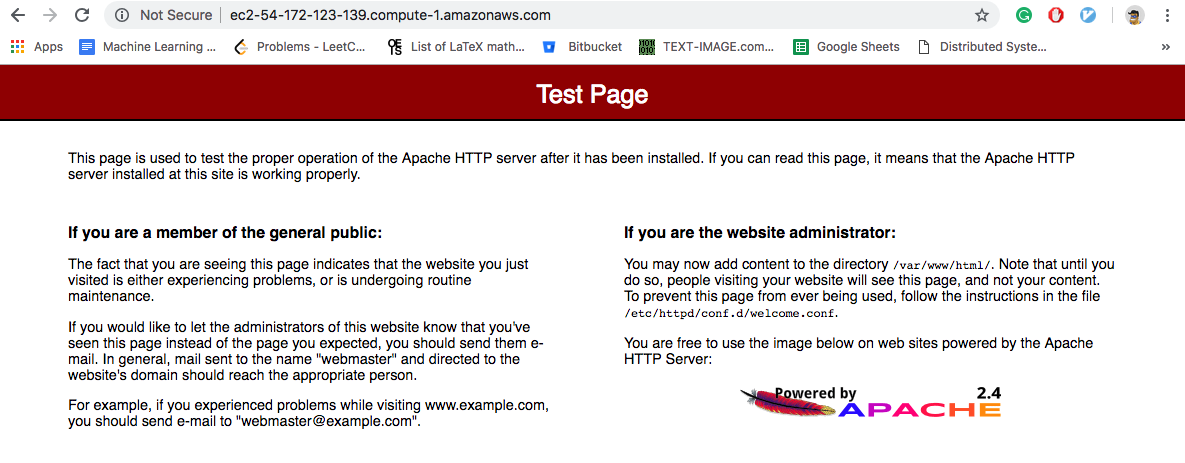 Not Secure ec2-54-172-123-139.compute-1.amazonaws.com
Apps Machine Learning ... Problems - LeetC... List of LaTeX math... Bitbucket TEXT-IMAGE.com... Google Sheets Distributed Syste... »
Test Page
This page is used to test the proper operation of the Apache HTTP server after it has been installed. If you can read this page, it means that the Apache HTTP
server installed at this site is working properly.
If you are a member of the general public:
The fact that you are seeing this page indicates that the website you just
visited is either experiencing problems, or is undergoing routine
maintenance.
If you would like to let the administrators of this website know that you've
seen this page instead of the page you expected, you should send them e-
mail. In general, mail sent to the name "webmaster" and directed to the
website's domain should reach the appropriate person.
For example, if you experienced problems while visiting www.example.com,
you should send e-mail to "webmaster@example.com".
If you are the website administrator:
You may now add content to the directory /var/www/html/. Note that until you
do so, people visiting your website will see this page, and not your content.
To prevent this page from ever being used, follow the instructions in the file
/etc/httpd/conf.d/welcome.conf.
You are free to use the image below on web sites powered by the Apache
HTTP Server:
Powered by 2.4
APACHE